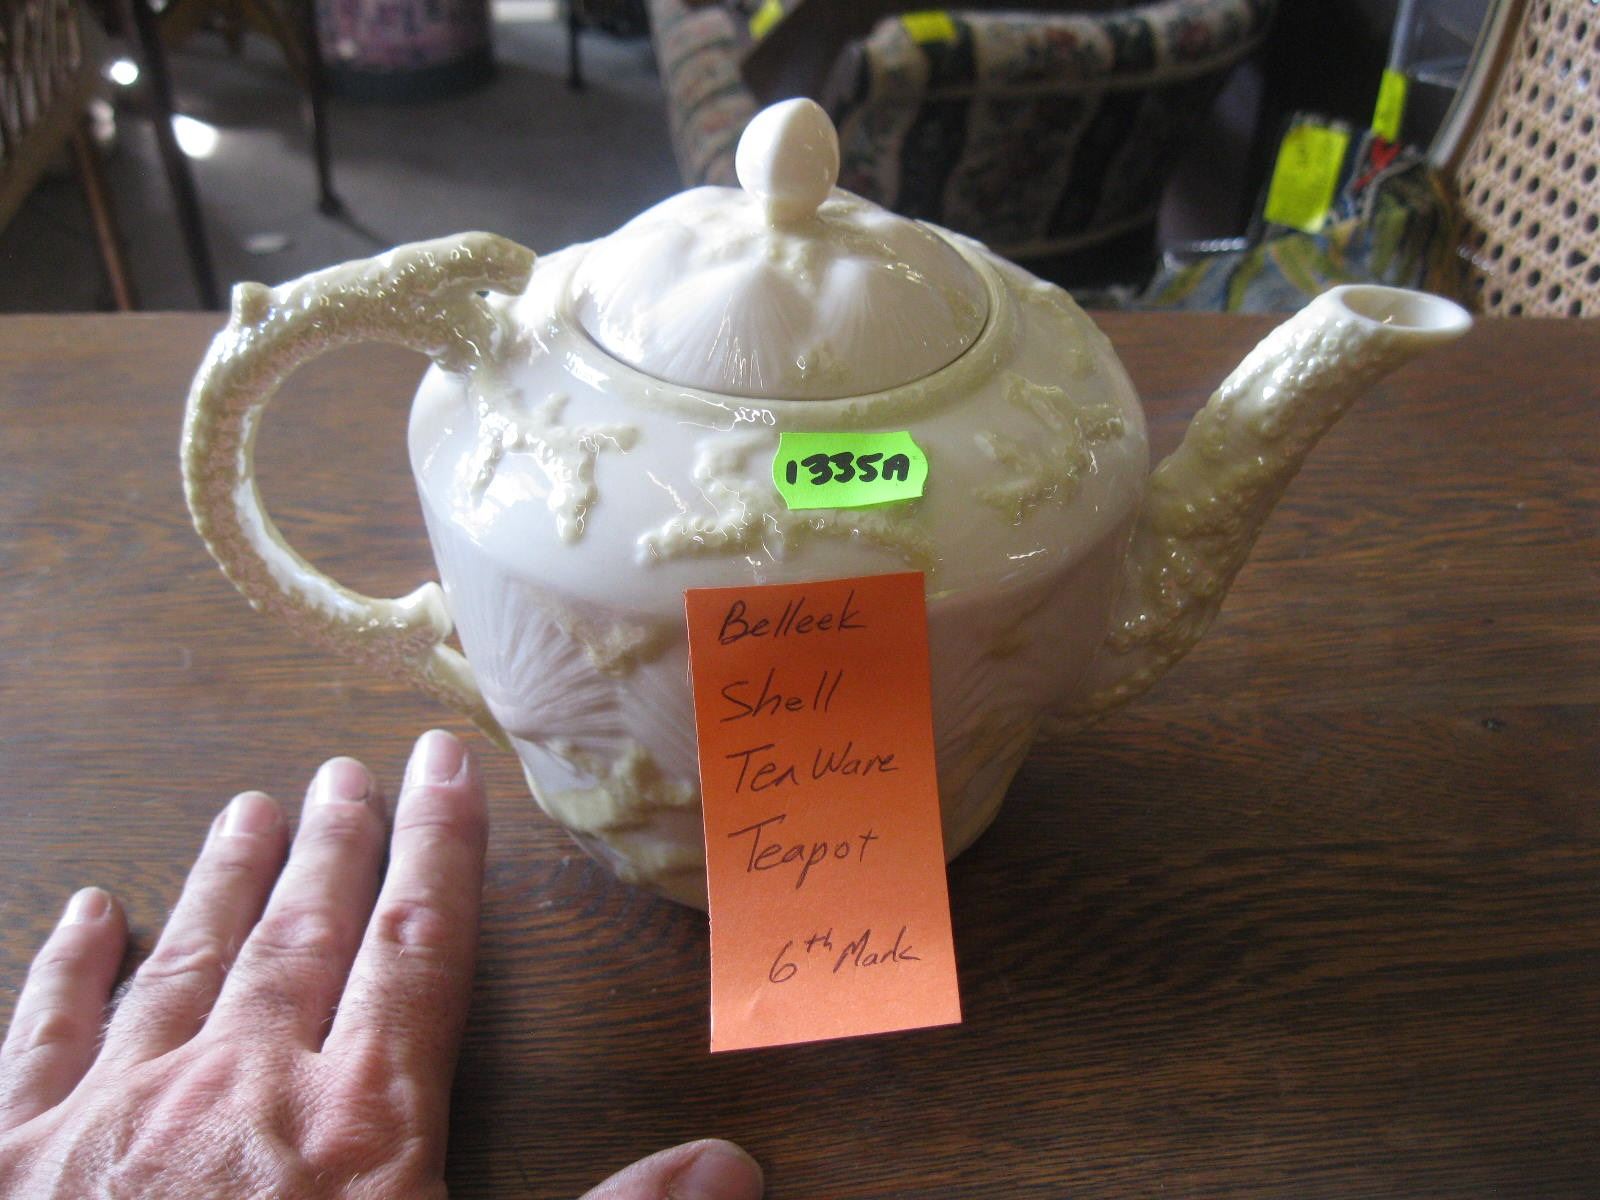 1335A
Belleek
Shell
Tea Ware
Teapot
6th Mark